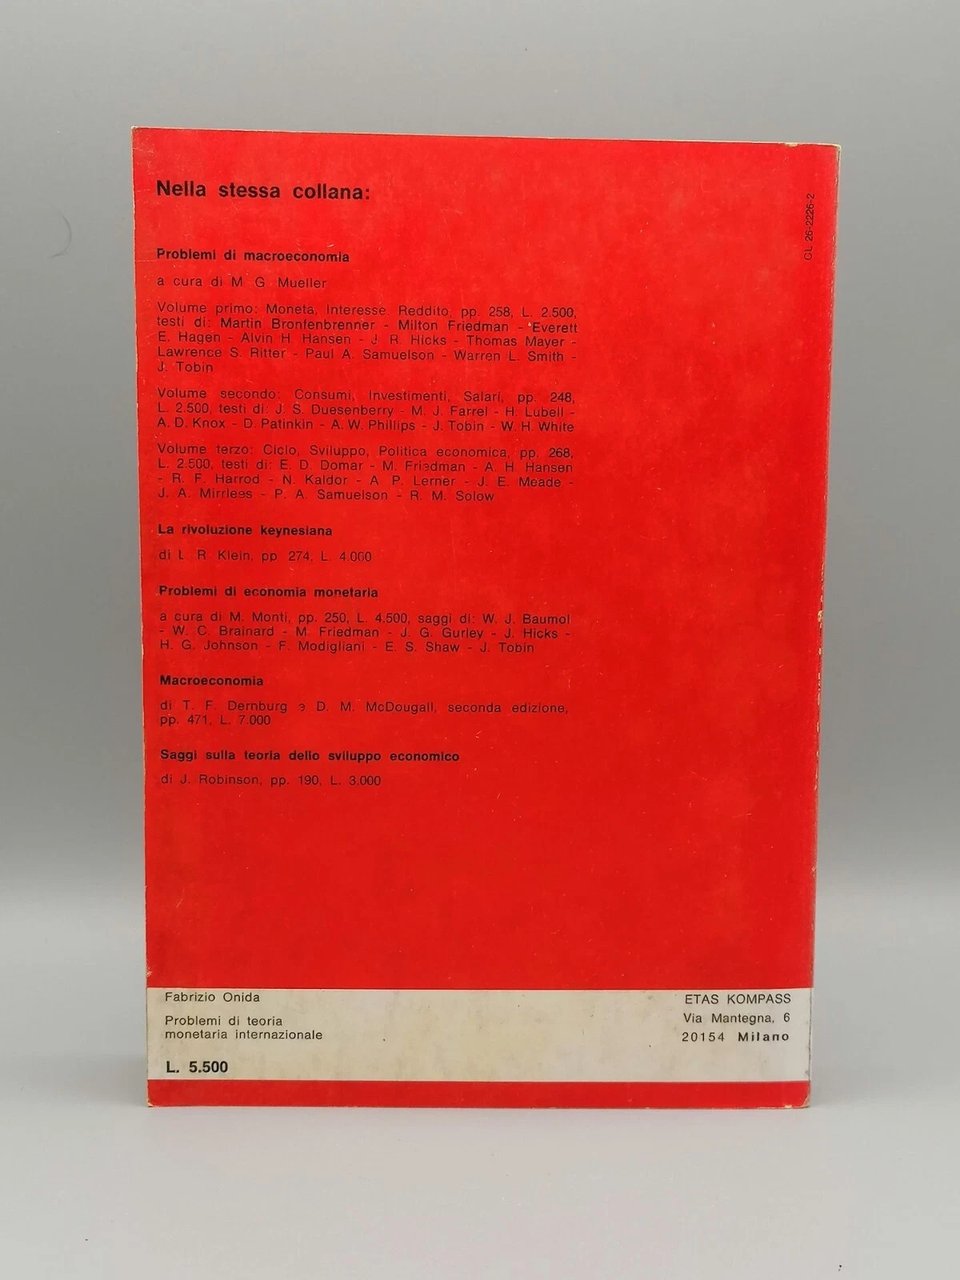 Nella stessa collana:
Problemi di macroeconomia
a cura di M. G. Mueller
Volume primo: Moneta, Interesse, Reddito, pp. 258, L. 2.500,
testi di: Martin Bronfenbrenner - Milton Friedman - Everett
E. Hagen - Alvin H. Hansen - J. R. Hicks - Thomas Mayer -
Lawrence S. Ritter - Paul A. Samuelson - Warren L. Smith -
J. Tobin
Volume secondo: Consumi, Investimenti, Salari, pp. 248,
L. 2.500, testi di: J. S. Duesenberry - M. J. Farrel - H. Lubell -
A. D. Knox - D. Patinkin - A. W. Phillips - J. Tobin - W. H. White
Volume terzo: Ciclo, Sviluppo, Politica economica, pp. 268,
L. 2.500, testi di: E. D. Domar - M. Friedman - A. H. Hansen
- R. F. Harrod - N. Kaldor - A. P. Lerner - J. E. Meade -
J. A. Mirrlees - P. A. Samuelson - R. M. Solow
La rivoluzione keynesiana
di L. R. Klein, pp. 274, L. 4.000
Problemi di economia monetaria
a cura di M. Monti, pp. 250, L. 4.500, saggi di: W. J. Baumol
- W. C. Brainard - M. Friedman - J. G. Gurley - J. Hicks -
H. G. Johnson - F. Modigliani - E. S. Shaw - J. Tobin
Macroeconomia
di T. F. Dernburg e D. M. McDougall, seconda edizione,
pp. 471, L. 7.000
Saggi sulla teoria dello sviluppo economico
di J. Robinson, pp. 190, L. 3.000
CL 26-2226-2
Fabrizio Onida
Problemi di teoria
monetaria internazionale
L. 5.500
ETAS KOMPASS
Via Mantegna, 6
20154 Milano